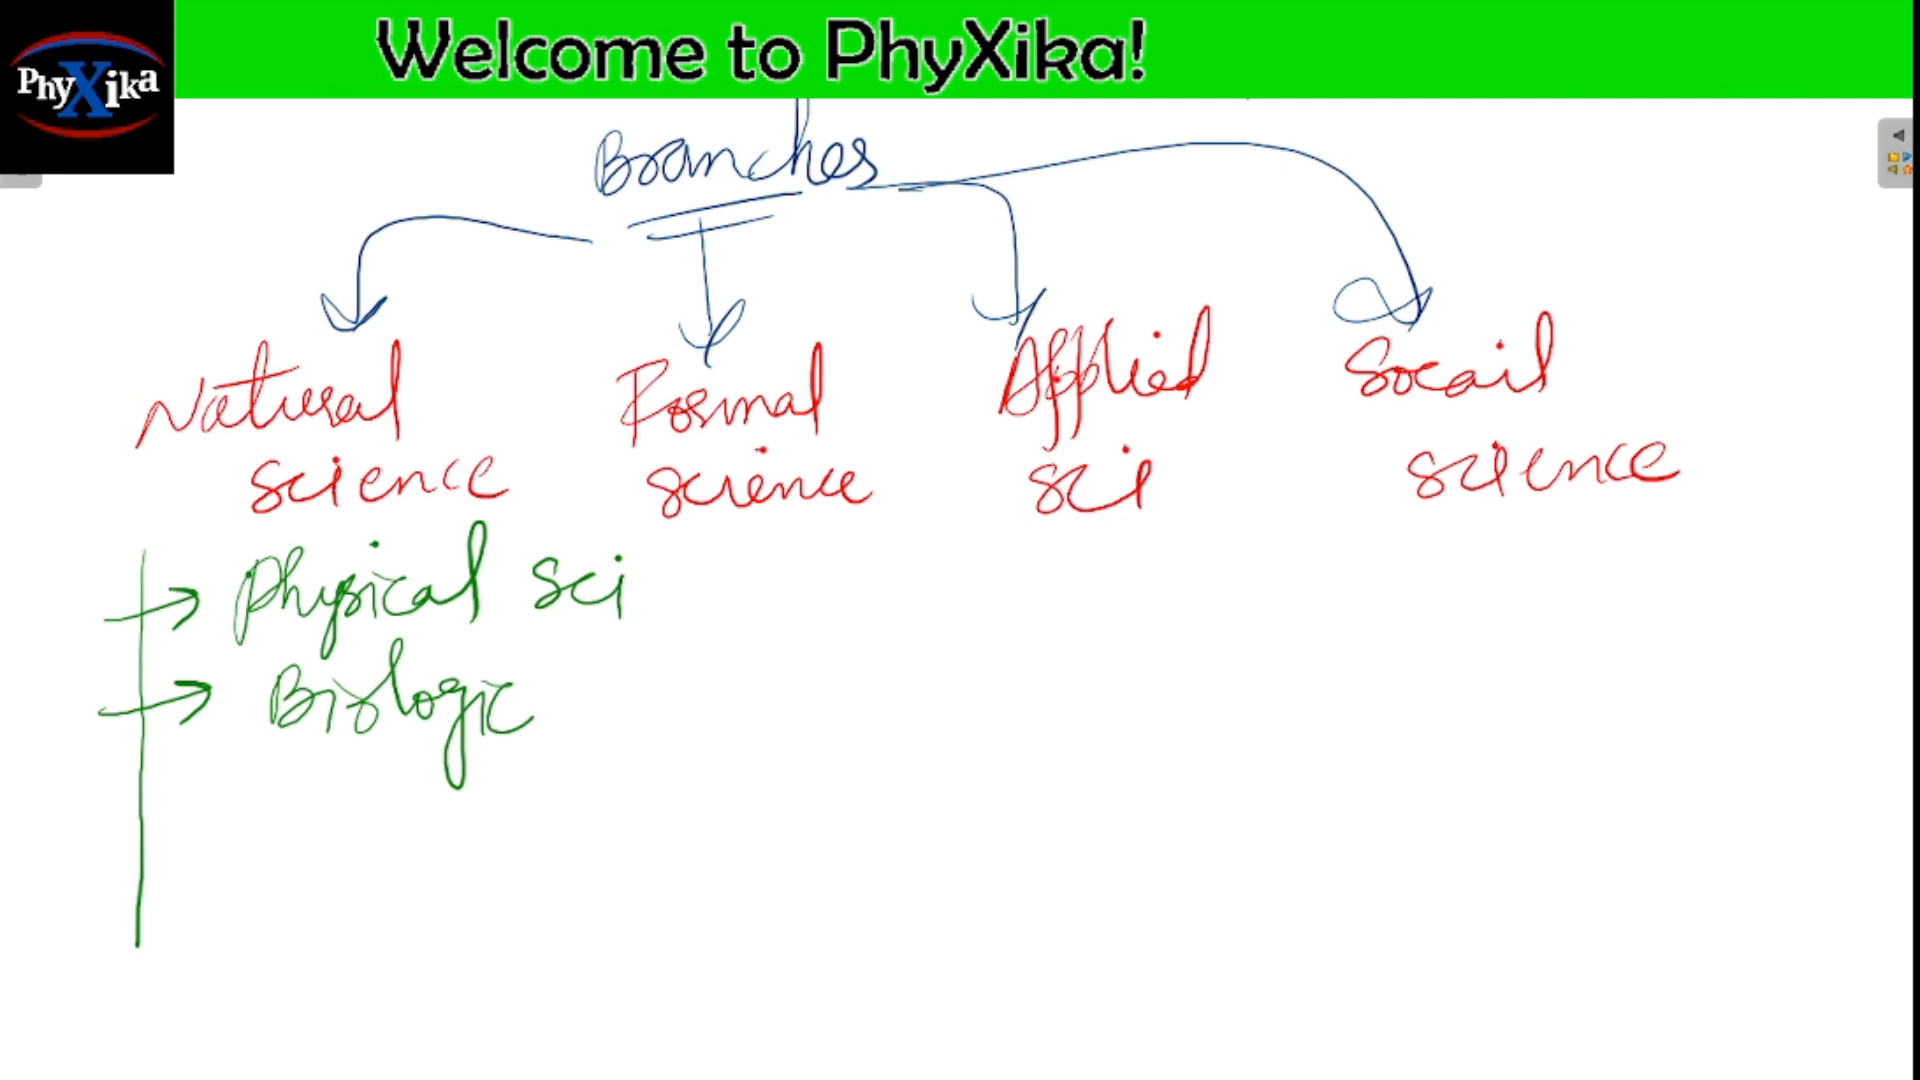 PhyXika
Welcome to PhyXika!
Branches
Natural
science
Formal
science
Applied
sci
Socail
science
Physical sci
Biologic